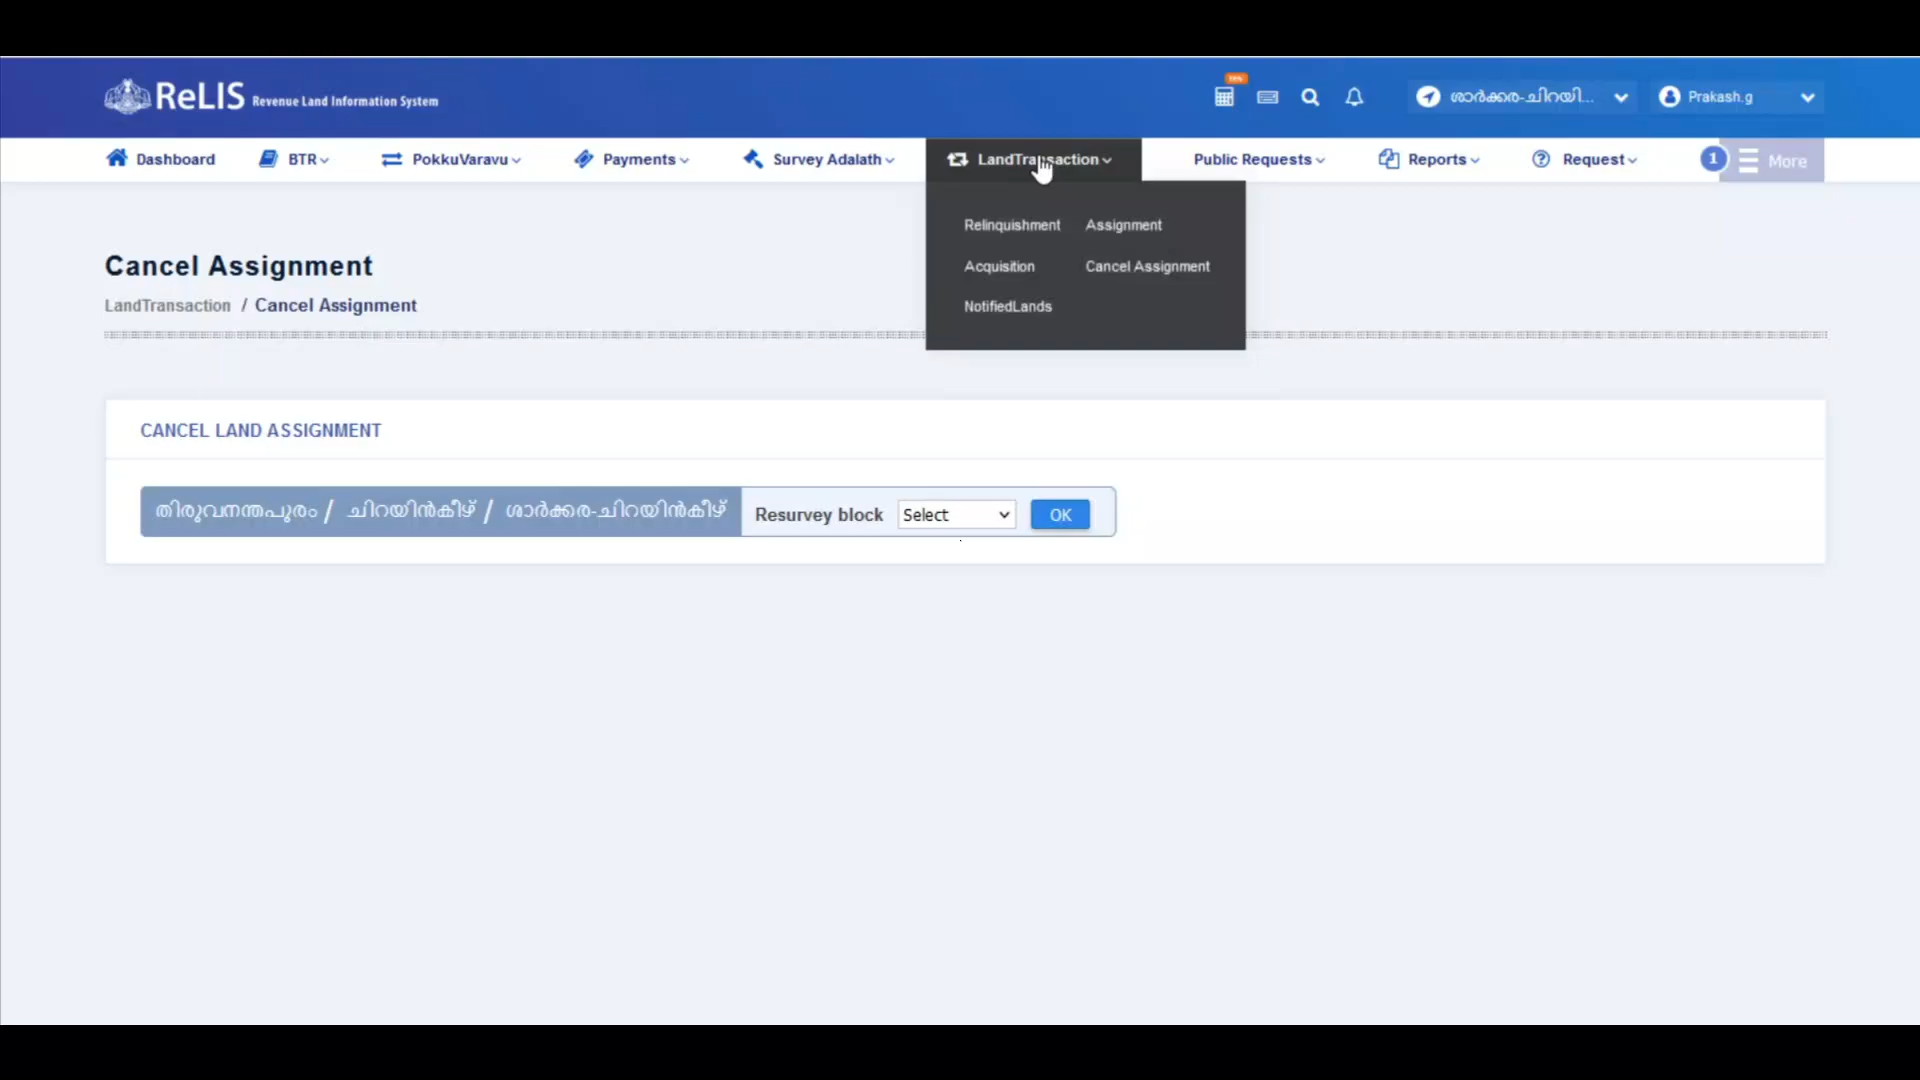 ReLIS Revenue Land Information System
ശാർക്കര-ചിറയി...
Prakash.g
Dashboard
BTR
PokkuVaravu
Payments
Survey Adalath
LandTransaction
Public Requests
Reports
Request
1
More
Relinquishment
Assignment
Acquisition
Cancel Assignment
NotifiedLands
Cancel Assignment
LandTransaction / Cancel Assignment
CANCEL LAND ASSIGNMENT
തിരുവനന്തപുരം / ചിറയിൻകീഴ് / ശാർക്കര-ചിറയിൻകീഴ്
Resurvey block
Select
OK